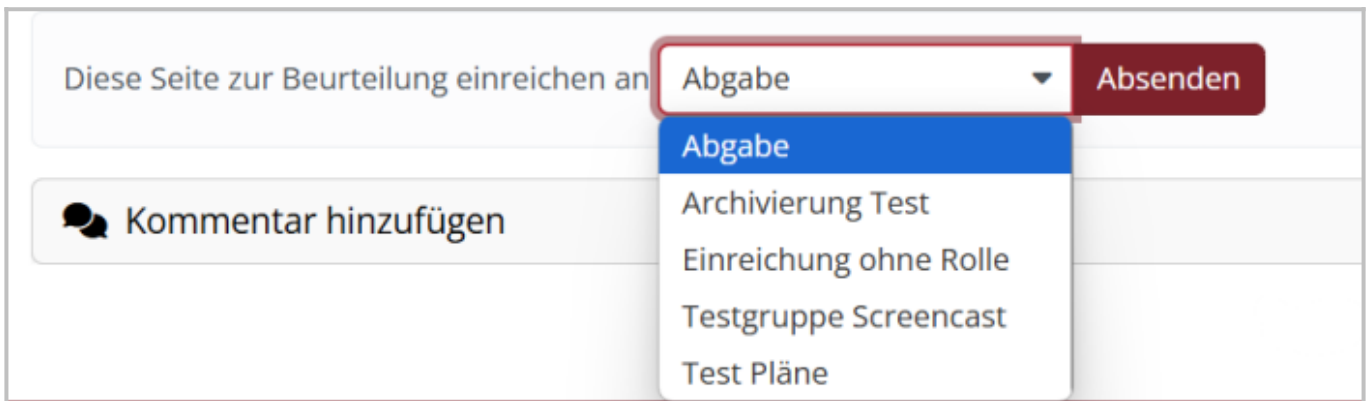 Diese Seite zur Beurteilung einreichen an Abgabe Absenden
Abgabe
Archivierung Test
Kommentar hinzufügen
Einreichung ohne Rolle
Testgruppe Screencast
Test Pläne